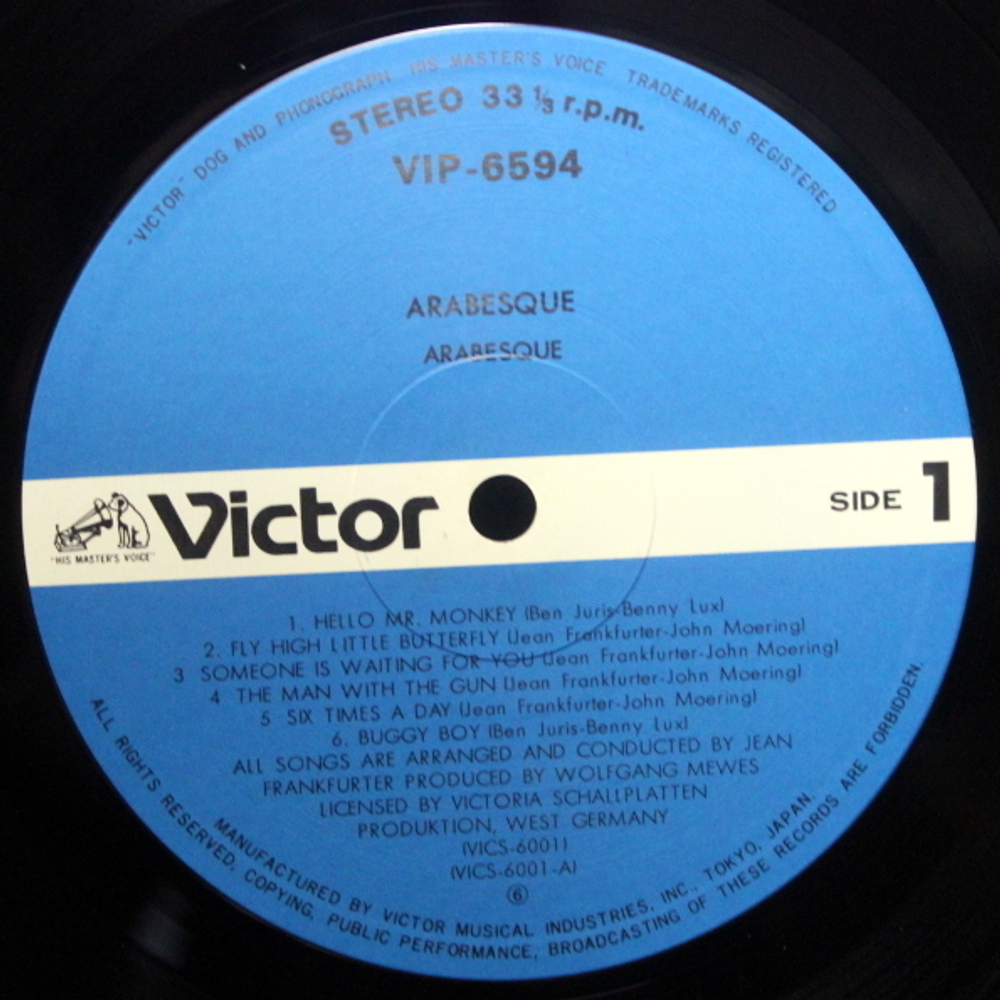 "VICTOR" DOG AND PHONOGRAPH HIS MASTER'S VOICE TRADEMARKS REGISTERED
STEREO 33 ⅓ r.p.m.
VIP-6594
ARABESQUE
ARABESQUE
Victor
"HIS MASTER'S VOICE"
SIDE 1
1. HELLO MR. MONKEY (Ben Juris-Benny Lux)
2. FLY HIGH LITTLE BUTTERFLY (Jean Frankfurter-John Moering)
3 SOMEONE IS WAITING FOR YOU (Jean Frankfurter-John Moering)
4 THE MAN WITH THE GUN (Jean Frankfurter-John Moering)
5 SIX TIMES A DAY (Jean Frankfurter-John Moering)
6. BUGGY BOY (Ben Juris-Benny Lux)
ALL SONGS ARE ARRANGED AND CONDUCTED BY JEAN
FRANKFURTER PRODUCED BY WOLFGANG MEWES
LICENSED BY VICTORIA SCHALLPLATTEN
PRODUKTION, WEST GERMANY
(VICS-6001)
(VICS-6001-A)
⑥
MANUFACTURED BY VICTOR MUSICAL INDUSTRIES, INC., TOKYO, JAPAN.
ALL RIGHTS RESERVED. COPYING, PUBLIC PERFORMANCE, BROADCASTING OF THESE RECORDS ARE FORBIDDEN.